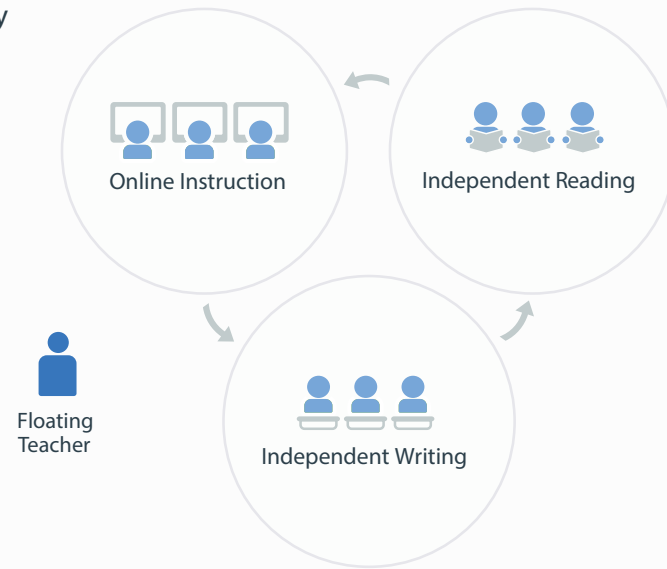 y
Online Instruction
Independent Reading
Floating
Teacher
Independent Writing